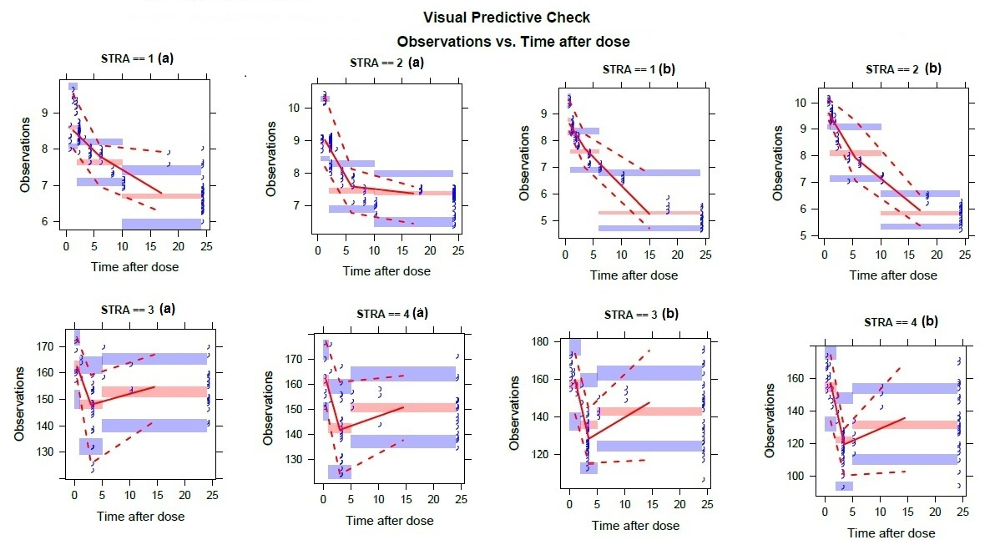 Visual Predictive Check
Observations vs. Time after dose
STRA == 1 (a)
Observations
9
8
7
6
0 5 10 15 20 25
Time after dose
STRA == 2 (a)
Observations
10
9
8
7
0 5 10 15 20 25
Time after dose
STRA == 1 (b)
Observations
9
8
7
6
5
0 5 10 15 20 25
Time after dose
STRA == 2 (b)
Observations
10
9
8
7
6
5
0 5 10 15 20 25
Time after dose
STRA == 3 (a)
Observations
170
160
150
140
130
0 5 10 15 20 25
Time after dose
STRA == 4 (a)
Observations
170
160
150
140
130
0 5 10 15 20 25
Time after dose
STRA == 3 (b)
Observations
180
160
140
120
0 5 10 15 20 25
Time after dose
STRA == 4 (b)
Observations
160
140
120
100
0 5 10 15 20 25
Time after dose